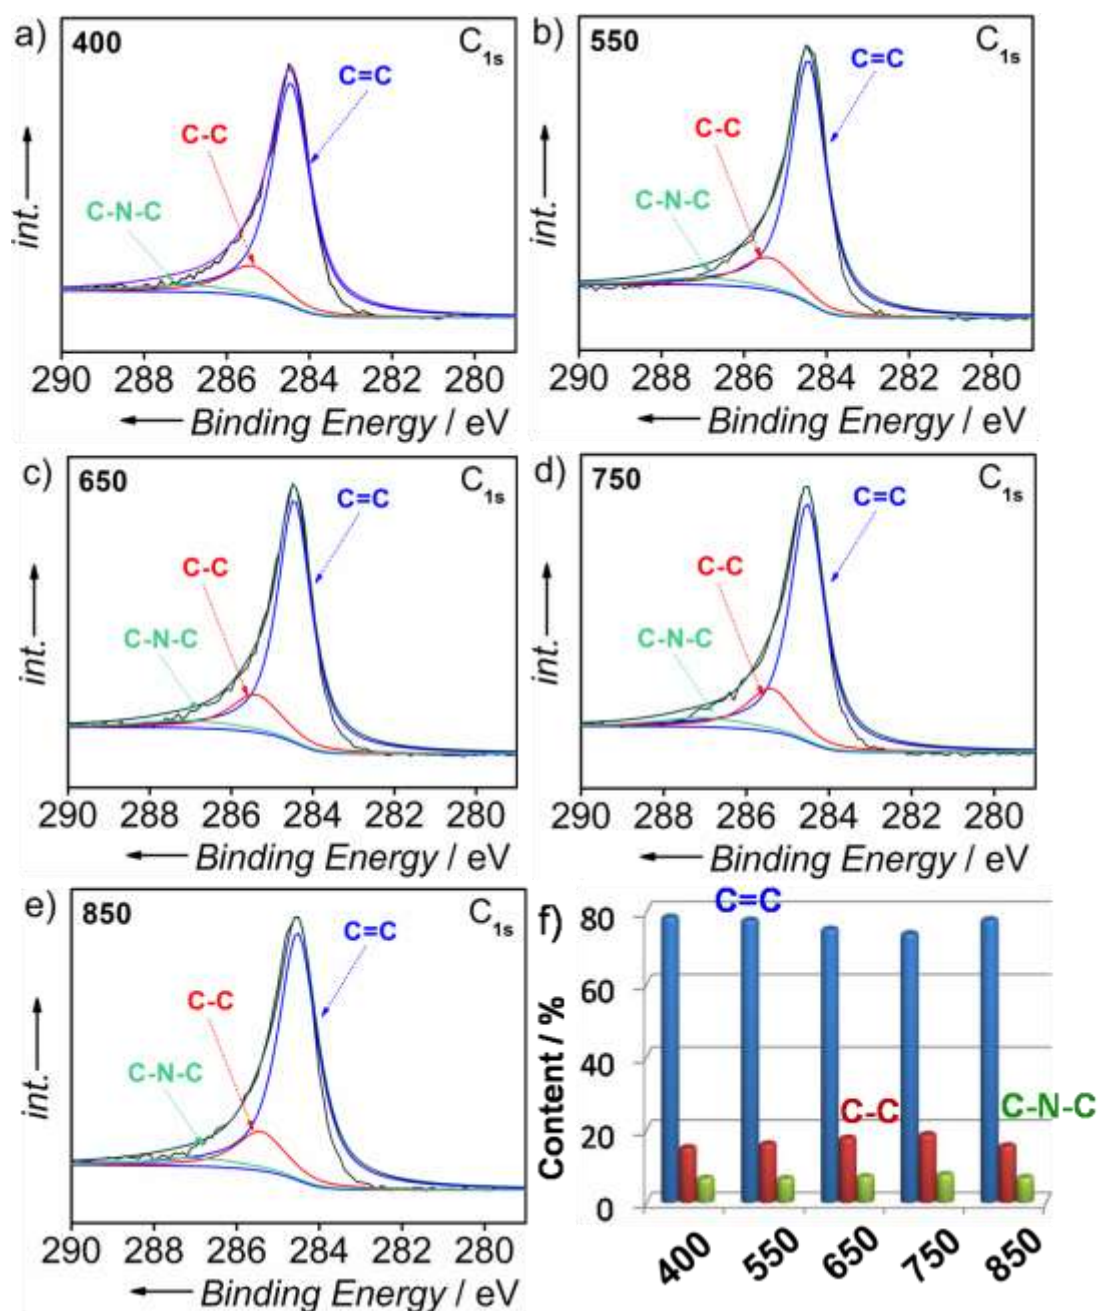 a) 400 C1s
C=C
C-C
C-N-C
int.
290 288 286 284 282 280
Binding Energy / eV
b) 550 C1s
C=C
C-C
C-N-C
int.
290 288 286 284 282 280
Binding Energy / eV
c) 650 C1s
C=C
C-C
C-N-C
int.
290 288 286 284 282 280
Binding Energy / eV
d) 750 C1s
C=C
C-C
C-N-C
int.
290 288 286 284 282 280
Binding Energy / eV
e) 850 C1s
C=C
C-C
C-N-C
int.
290 288 286 284 282 280
Binding Energy / eV
f)
C=C
C-C
C-N-C
Content / %
80
60
40
20
0
400 550 650 750 850